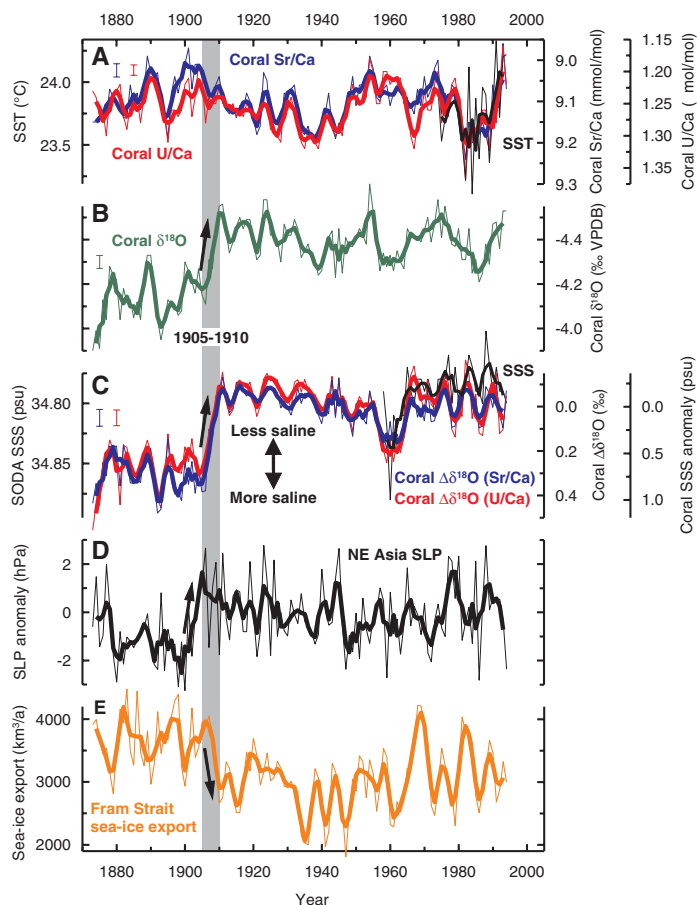 1880 1900 1920 1940 1960 1980 2000
A
Coral Sr/Ca
Coral U/Ca
SST
SST (°C)
24.0
23.5
9.0
9.1
9.2
9.3
Coral Sr/Ca (mmol/mol)
1.15
1.20
1.25
1.30
1.35
Coral U/Ca ( mol/mol)
B
Coral δ¹⁸O
-4.4
-4.2
-4.0
Coral δ¹⁸O
(‰ VPDB)
1905-1910
C
SSS
SODA SSS (psu)
34.80
34.85
Less saline
More saline
Coral Δδ¹⁸O (Sr/Ca)
Coral Δδ¹⁸O (U/Ca)
0.0
0.2
0.4
Coral Δδ¹⁸O (‰)
0.0
0.5
1.0
Coral SSS anomaly (psu)
D
NE Asia SLP
SLP anomaly (hPa)
2
0
-2
E
Sea-ice export (km³/a)
4000
3000
2000
Fram Strait
sea-ice export
1880 1900 1920 1940 1960 1980 2000
Year